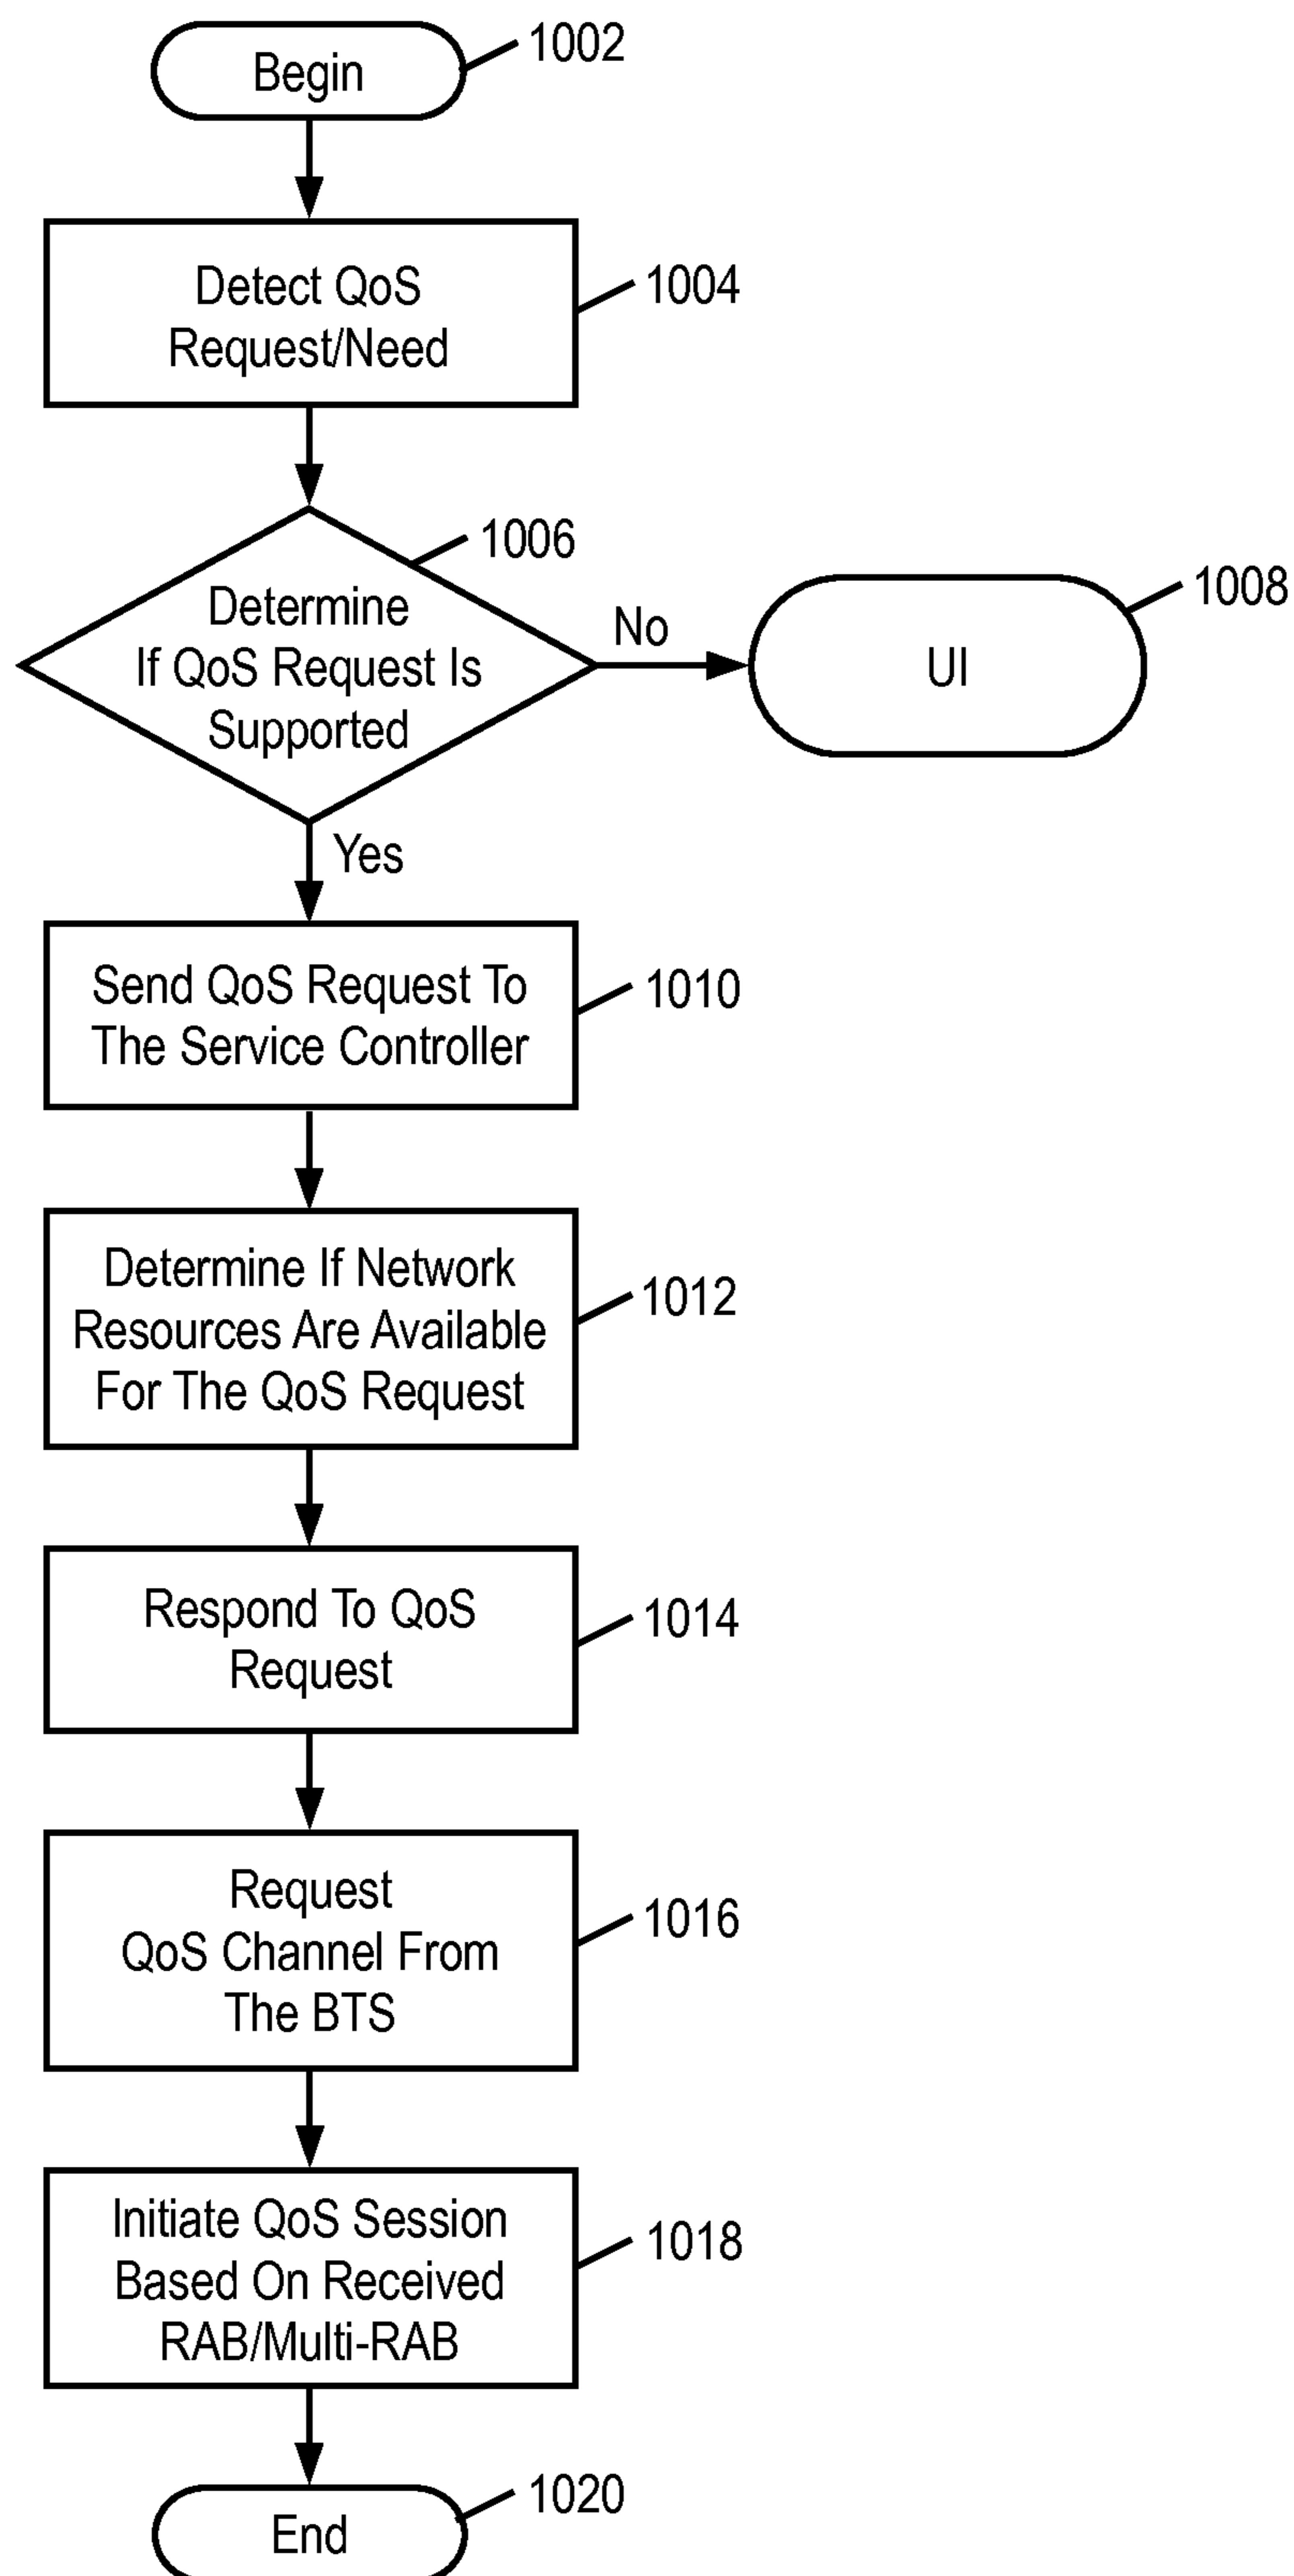 Begin
1002
Detect QoS
Request/Need
1004
1006
Determine
If QoS Request Is
Supported
No
UI
1008
Yes
Send QoS Request To
The Service Controller
1010
Determine If Network
Resources Are Available
For The QoS Request
1012
Respond To QoS
Request
1014
Request
QoS Channel From
The BTS
1016
Initiate QoS Session
Based On Received
RAB/Multi-RAB
1018
End
1020